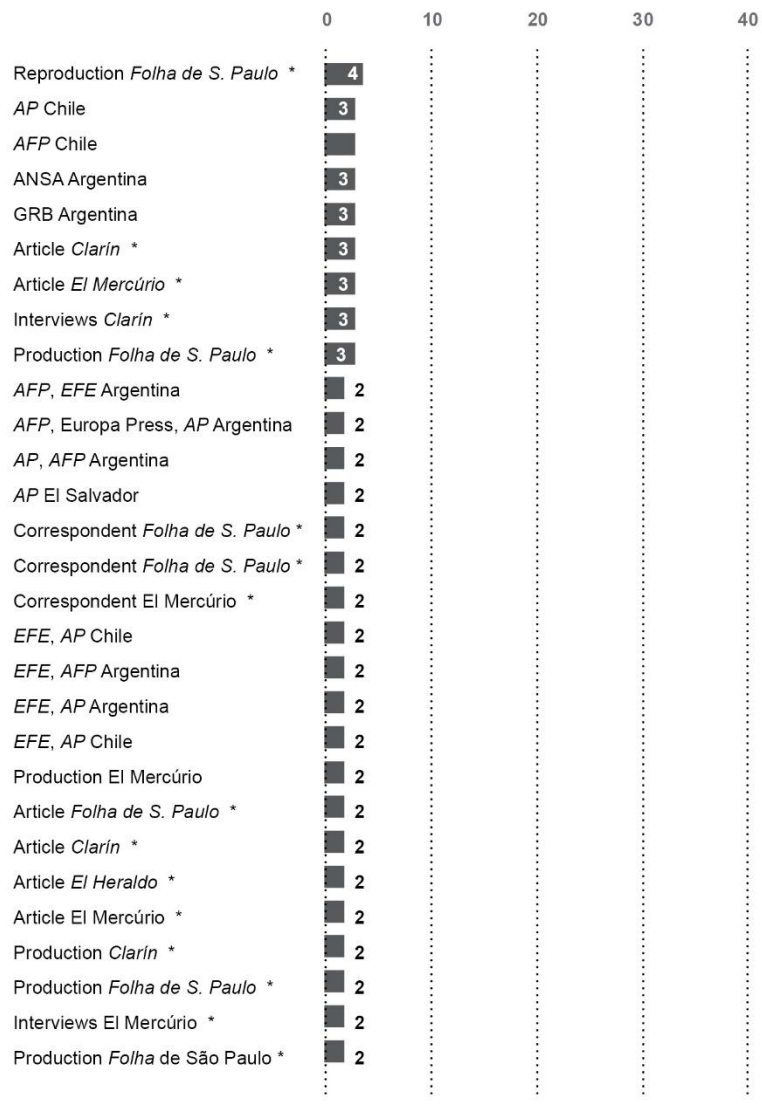 0 10 20 30 40
Reproduction Folha de S. Paulo * 4
AP Chile 3
AFP Chile
ANSA Argentina 3
GRB Argentina 3
Article Clarín * 3
Article El Mercúrio * 3
Interviews Clarín * 3
Production Folha de S. Paulo * 3
AFP, EFE Argentina 2
AFP, Europa Press, AP Argentina 2
AP, AFP Argentina 2
AP El Salvador 2
Correspondent Folha de S. Paulo * 2
Correspondent Folha de S. Paulo * 2
Correspondent El Mercúrio * 2
EFE, AP Chile 2
EFE, AFP Argentina 2
EFE, AP Argentina 2
EFE, AP Chile 2
Production El Mercúrio 2
Article Folha de S. Paulo * 2
Article Clarín * 2
Article El Heraldo * 2
Article El Mercúrio * 2
Production Clarín * 2
Production Folha de S. Paulo * 2
Interviews El Mercúrio * 2
Production Folha de São Paulo * 2